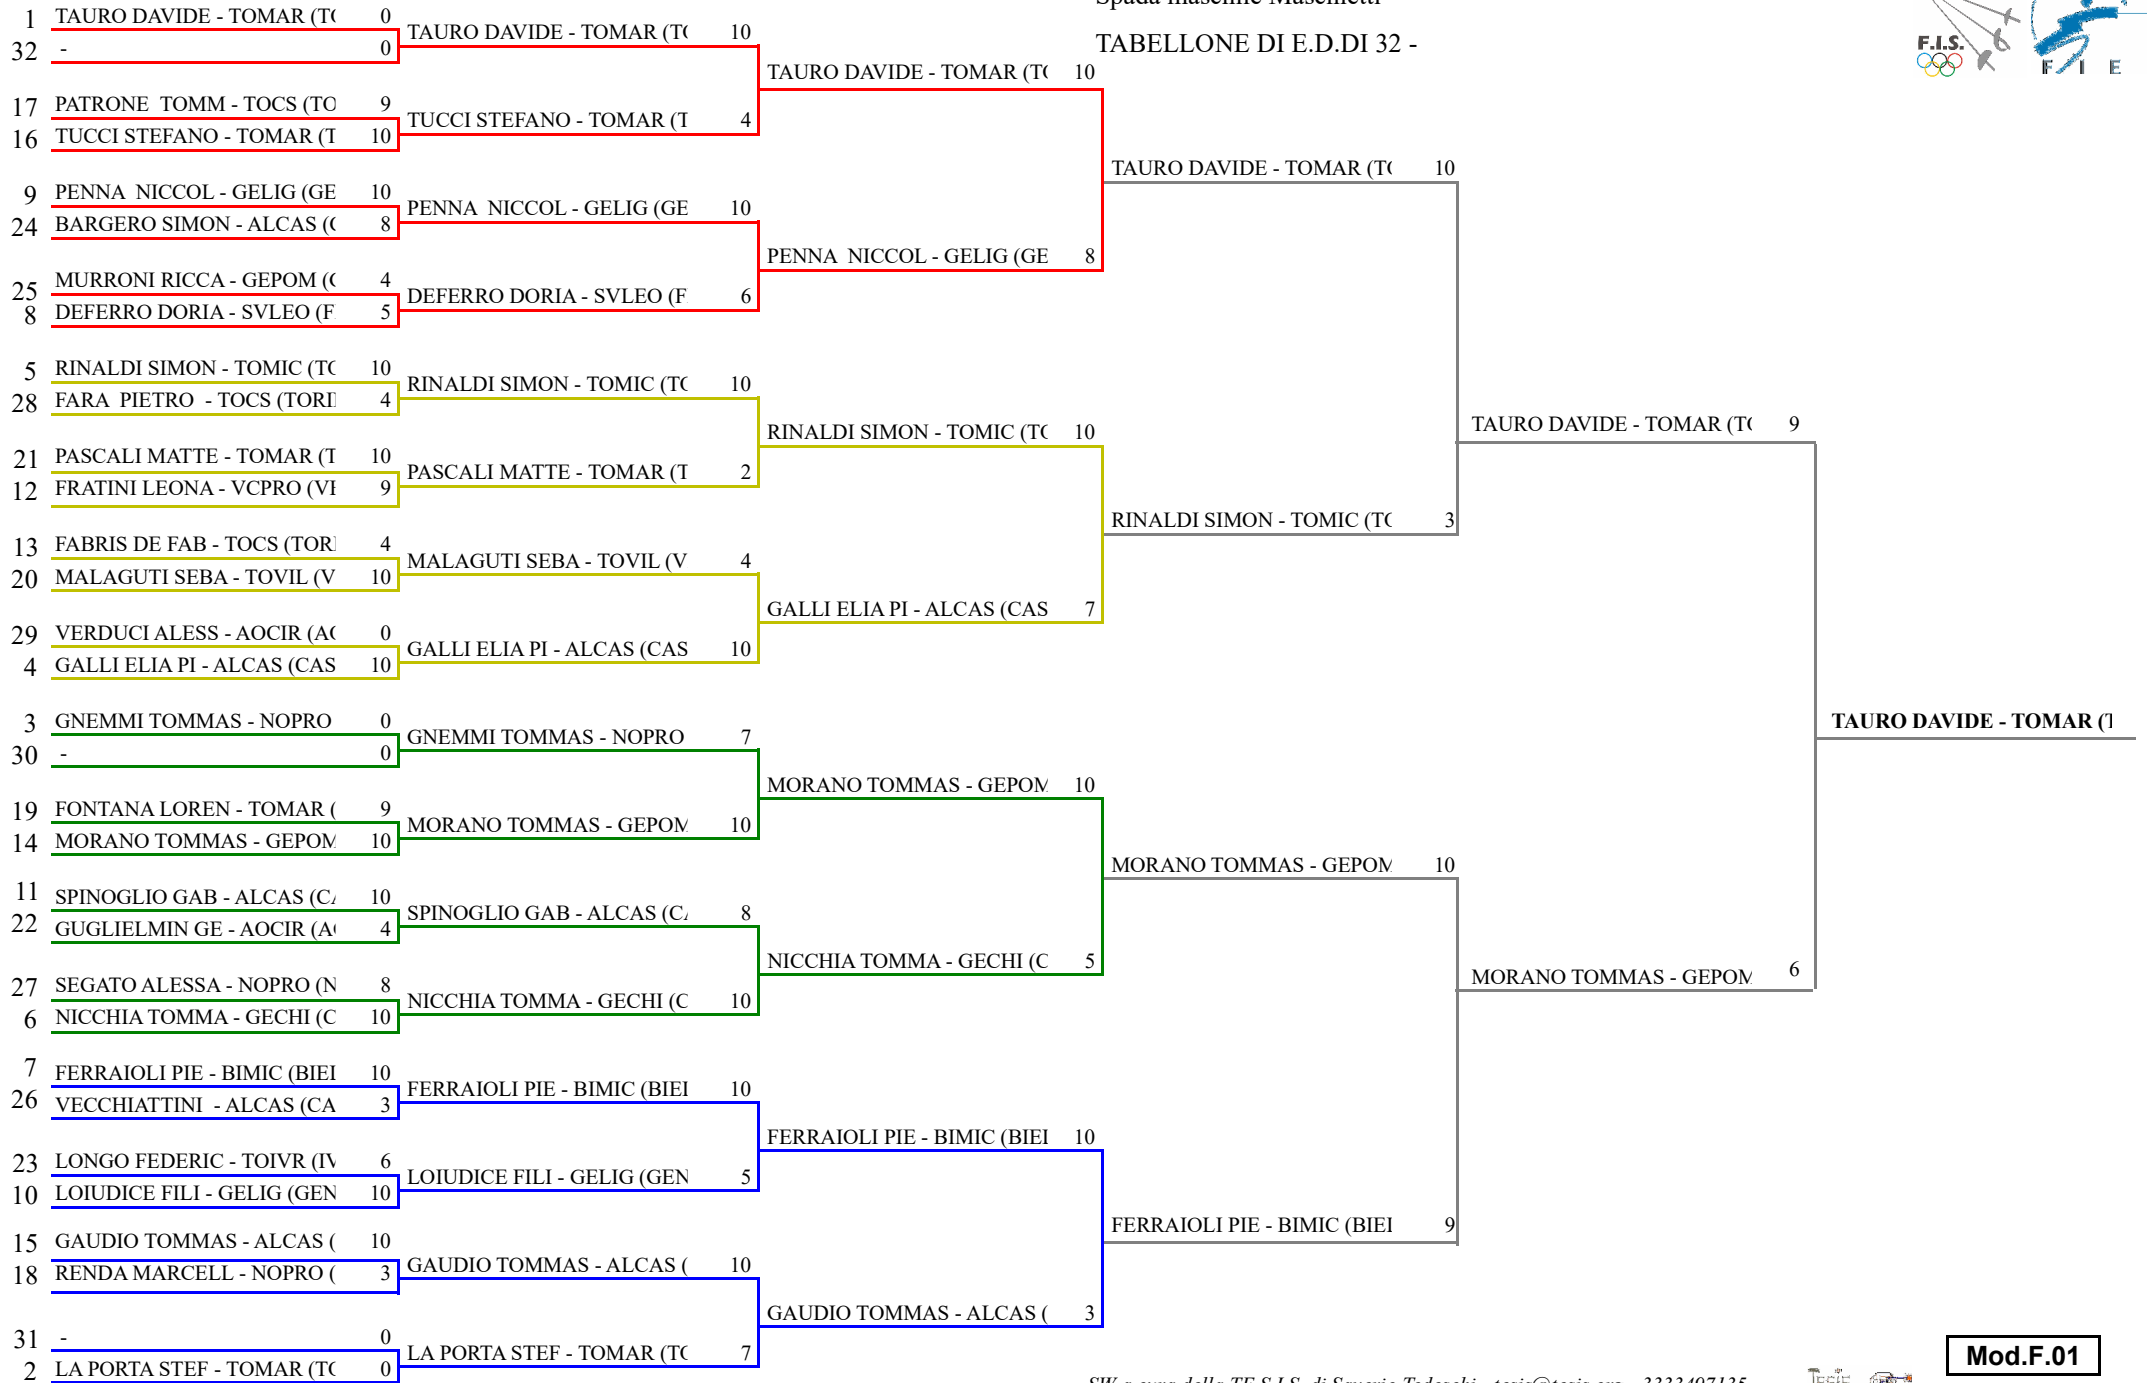 Spada maschile Maschietti
TABELLONE DI E.D.DI 32 -
F.I.S.
F I E
1 TAURO DAVIDE - TOMAR (T 0
32 - 0
17 PATRONE TOMM - TOCS (TO 9
16 TUCCI STEFANO - TOMAR (T 10
9 PENNA NICCOL - GELIG (GE 10
24 BARGERO SIMON - ALCAS ( 8
25 MURRONI RICCA - GEPOM ( 4
8 DEFERRO DORIA - SVLEO (F 5
5 RINALDI SIMON - TOMIC (T 10
28 FARA PIETRO - TOCS (TORI 4
21 PASCALI MATTE - TOMAR (T 10
12 FRATINI LEONA - VCPRO (V 9
13 FABRIS DE FAB - TOCS (TOR 4
20 MALAGUTI SEBA - TOVIL (V 10
29 VERDUCI ALESS - AOCIR (A 0
4 GALLI ELIA PI - ALCAS (CAS 10
3 GNEMMI TOMMAS - NOPRO 0
30 - 0
19 FONTANA LOREN - TOMAR ( 9
14 MORANO TOMMAS - GEPOM 10
11 SPINOGLIO GAB - ALCAS (C 10
22 GUGLIELMIN GE - AOCIR (A 4
27 SEGATO ALESSA - NOPRO (N 8
6 NICCHIA TOMMA - GECHI (C 10
7 FERRAIOLI PIE - BIMIC (BIEI 10
26 VECCHIATTINI - ALCAS (CA 3
23 LONGO FEDERIC - TOIVR (IV 6
10 LOIUDICE FILI - GELIG (GEN 10
15 GAUDIO TOMMAS - ALCAS ( 10
18 RENDA MARCELL - NOPRO ( 3
31 - 0
2 LA PORTA STEF - TOMAR (T 0
TAURO DAVIDE - TOMAR (T 10
TUCCI STEFANO - TOMAR (T 4
PENNA NICCOL - GELIG (GE 10
DEFERRO DORIA - SVLEO (F 6
RINALDI SIMON - TOMIC (T 10
PASCALI MATTE - TOMAR (T 2
MALAGUTI SEBA - TOVIL (V 4
GALLI ELIA PI - ALCAS (CAS 10
GNEMMI TOMMAS - NOPRO 7
MORANO TOMMAS - GEPOM 10
SPINOGLIO GAB - ALCAS (C 8
NICCHIA TOMMA - GECHI (C 10
FERRAIOLI PIE - BIMIC (BIEI 10
LOIUDICE FILI - GELIG (GEN 5
GAUDIO TOMMAS - ALCAS ( 10
LA PORTA STEF - TOMAR (T 7
TAURO DAVIDE - TOMAR (T 10
PENNA NICCOL - GELIG (GE 8
RINALDI SIMON - TOMIC (T 10
GALLI ELIA PI - ALCAS (CAS 7
MORANO TOMMAS - GEPOM 10
NICCHIA TOMMA - GECHI (C 5
FERRAIOLI PIE - BIMIC (BIEI 10
GAUDIO TOMMAS - ALCAS ( 3
TAURO DAVIDE - TOMAR (T 10
RINALDI SIMON - TOMIC (T 3
MORANO TOMMAS - GEPOM 10
FERRAIOLI PIE - BIMIC (BIEI 9
TAURO DAVIDE - TOMAR (T 9
MORANO TOMMAS - GEPOM 6
TAURO DAVIDE - TOMAR (T
Mod.F.01
SW a cura della TE.S.I.S. di Saverio Tedeschi - tesis@tesis.org - 3333497135